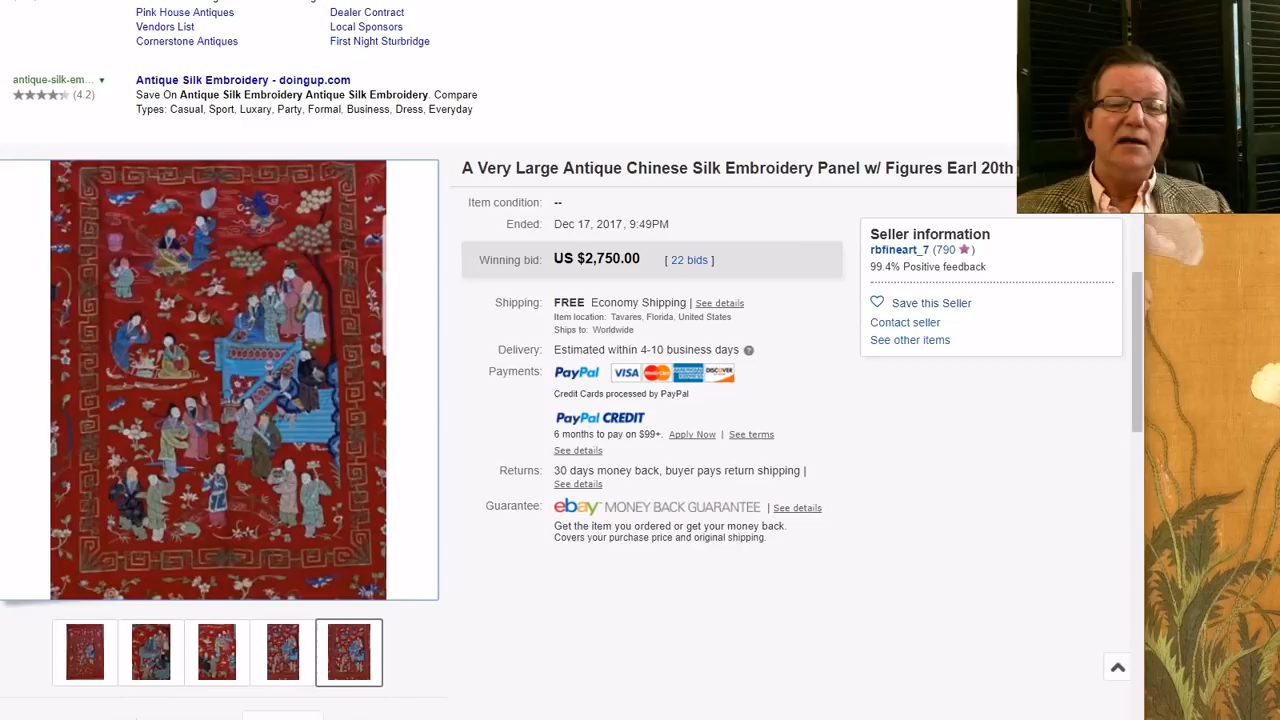 Pink House Antiques
Dealer Contract
Vendors List
Local Sponsors
Cornerstone Antiques
First Night Sturbridge
antique-silk-em... ▼
Antique Silk Embroidery - doingup.com
(4.2)
Save On Antique Silk Embroidery Antique Silk Embroidery. Compare
Types: Casual, Sport, Luxary, Party, Formal, Business, Dress, Everyday
A Very Large Antique Chinese Silk Embroidery Panel w/ Figures Earl 20th
Item condition: --
Ended: Dec 17, 2017, 9:49PM
Winning bid: US $2,750.00 [ 22 bids ]
Shipping: FREE Economy Shipping | See details
Item location: Tavares, Florida, United States
Ships to: Worldwide
Delivery: Estimated within 4-10 business days
Payments: PayPal VISA MasterCard AMERICAN EXPRESS DISCOVER
Credit Cards processed by PayPal
PayPal CREDIT
6 months to pay on $99+. Apply Now | See terms
See details
Returns: 30 days money back, buyer pays return shipping |
See details
Guarantee: ebay MONEY BACK GUARANTEE | See details
Get the item you ordered or get your money back.
Covers your purchase price and original shipping.
Seller information
rbfineart_7 (790 ★)
99.4% Positive feedback
Save this Seller
Contact seller
See other items